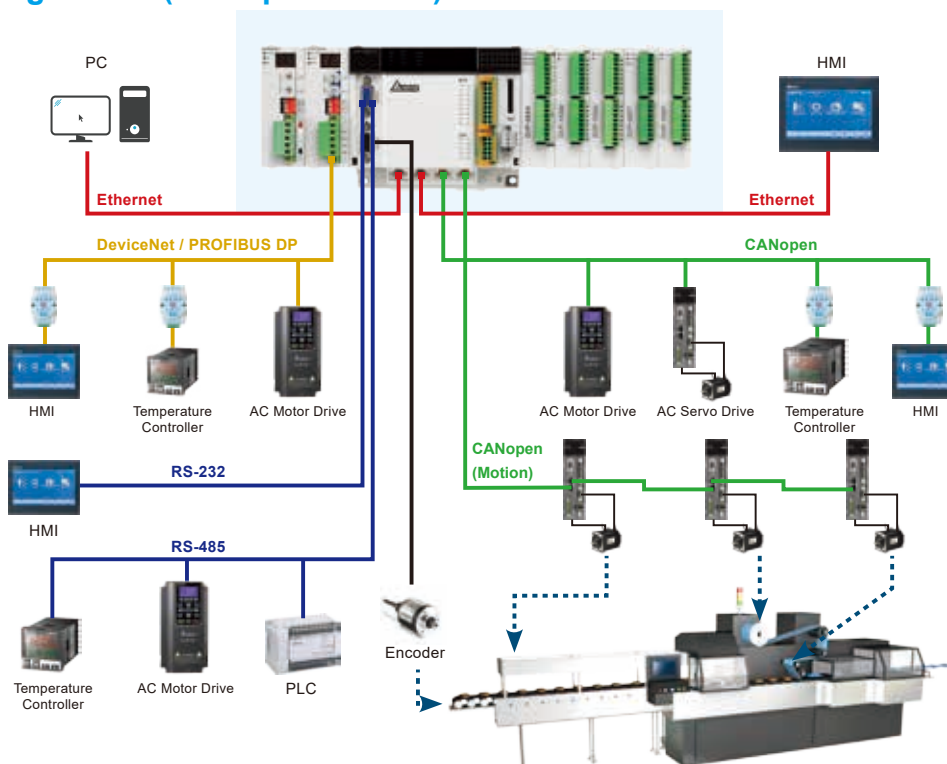 PC
HMI
Ethernet
Ethernet
DeviceNet / PROFIBUS DP
CANopen
HMI
Temperature
Controller
AC Motor Drive
AC Motor Drive
AC Servo Drive
Temperature
Controller
HMI
RS-232
CANopen
(Motion)
HMI
RS-485
Temperature
Controller
AC Motor Drive
PLC
Encoder